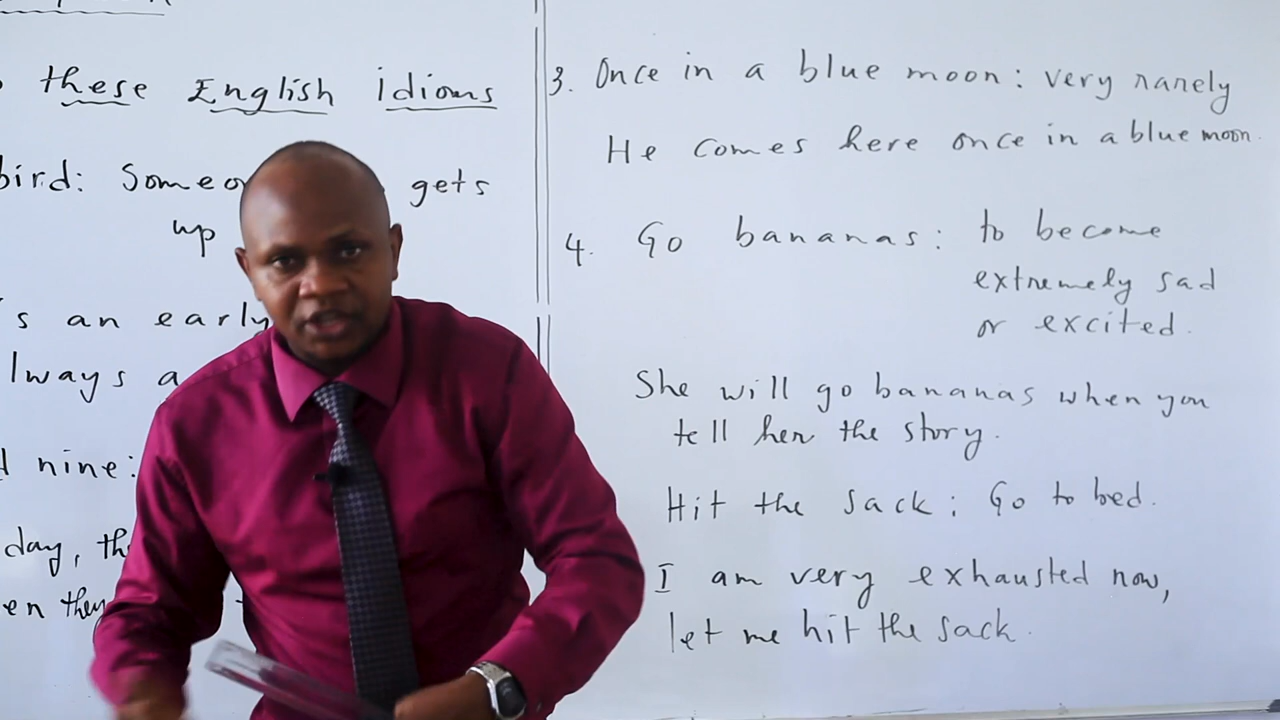 these English idioms
bird: Someo gets
up
's an early
lways a
nine:
day, th
en they
3. Once in a blue moon: very rarely
He comes here once in a blue moon.
4. Go bananas: to become
extremely sad
or excited.
She will go bananas when you
tell her the story.
Hit the sack: Go to bed.
I am very exhausted now,
let me hit the sack.